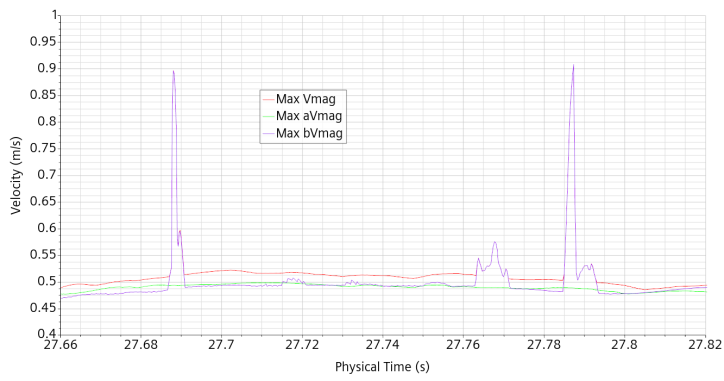 1
0.95
0.9
0.85
0.8
0.75
0.7
0.65
0.6
0.55
0.5
0.45
0.4
Velocity (m/s)
Max Vmag
Max aVmag
Max bVmag
27.66 27.68 27.7 27.72 27.74 27.76 27.78 27.8 27.82
Physical Time (s)